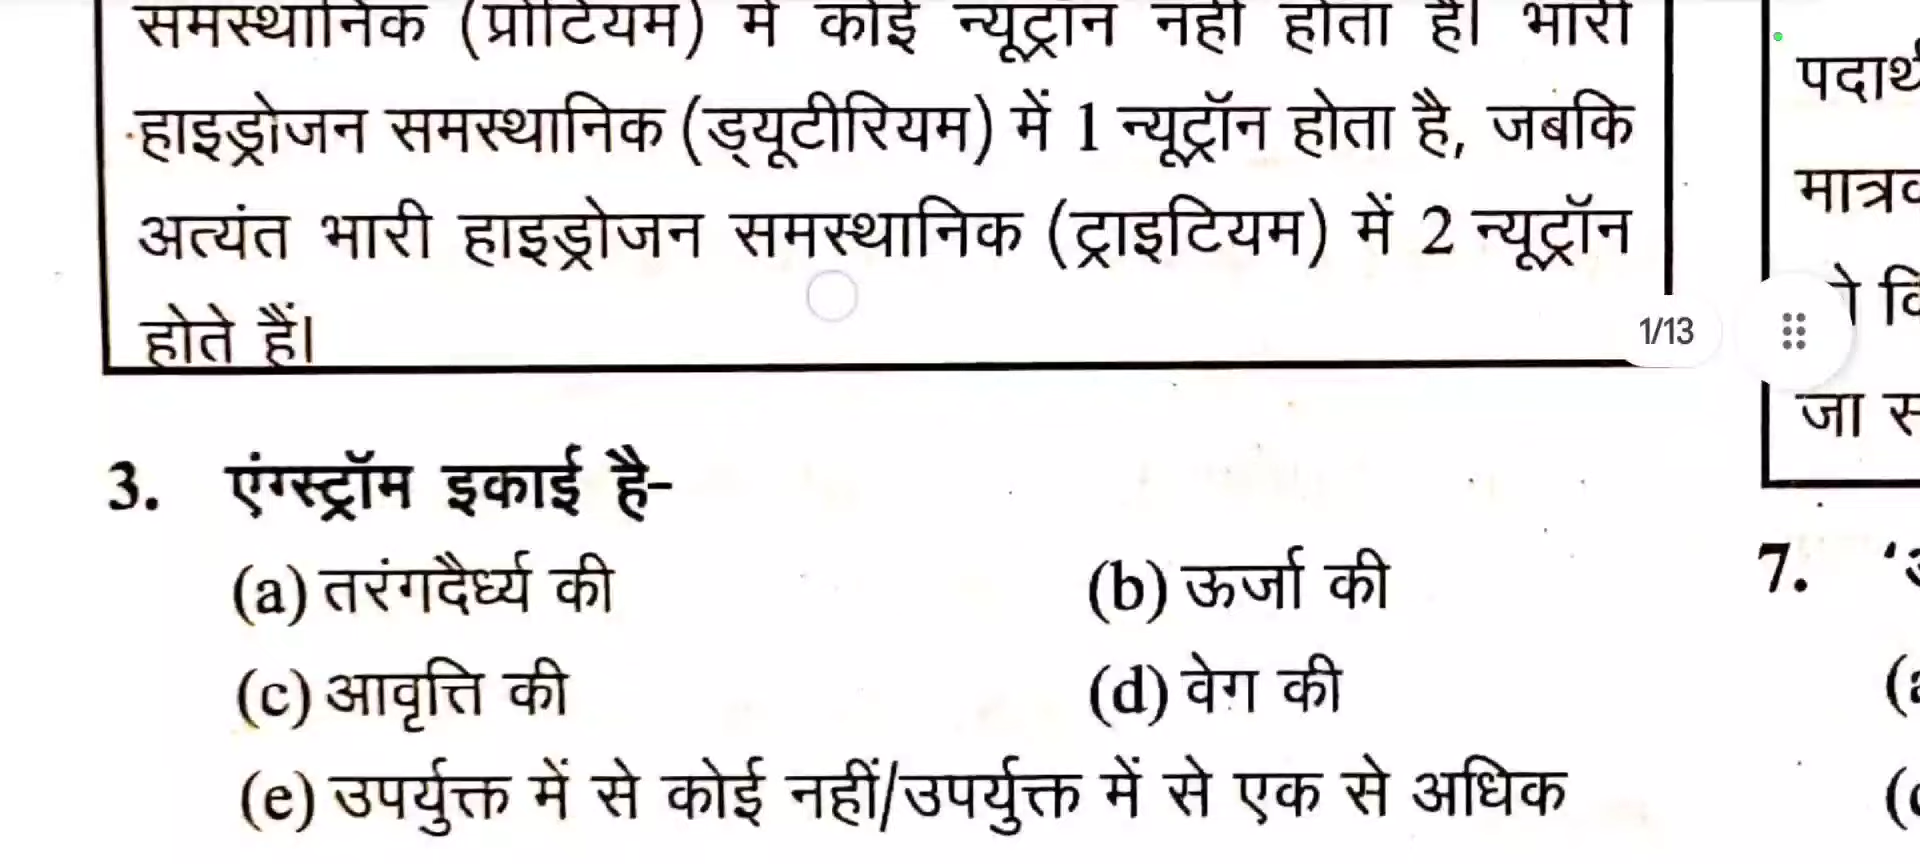 समस्थानिक (प्रोटियम) में कोई न्यूट्रॉन नहीं होता है। भारी
हाइड्रोजन समस्थानिक (ड्यूटीरियम) में 1 न्यूट्रॉन होता है, जबकि
अत्यंत भारी हाइड्रोजन समस्थानिक (ट्राइटियम) में 2 न्यूट्रॉन
होते हैं।
1/13
3. एंग्स्ट्रॉम इकाई है-
(a) तरंगदैर्ध्य की (b) ऊर्जा की
(c) आवृत्ति की (d) वेग की
(e) उपर्युक्त में से कोई नहीं/उपर्युक्त में से एक से अधिक
पदार्थ
जा
7.